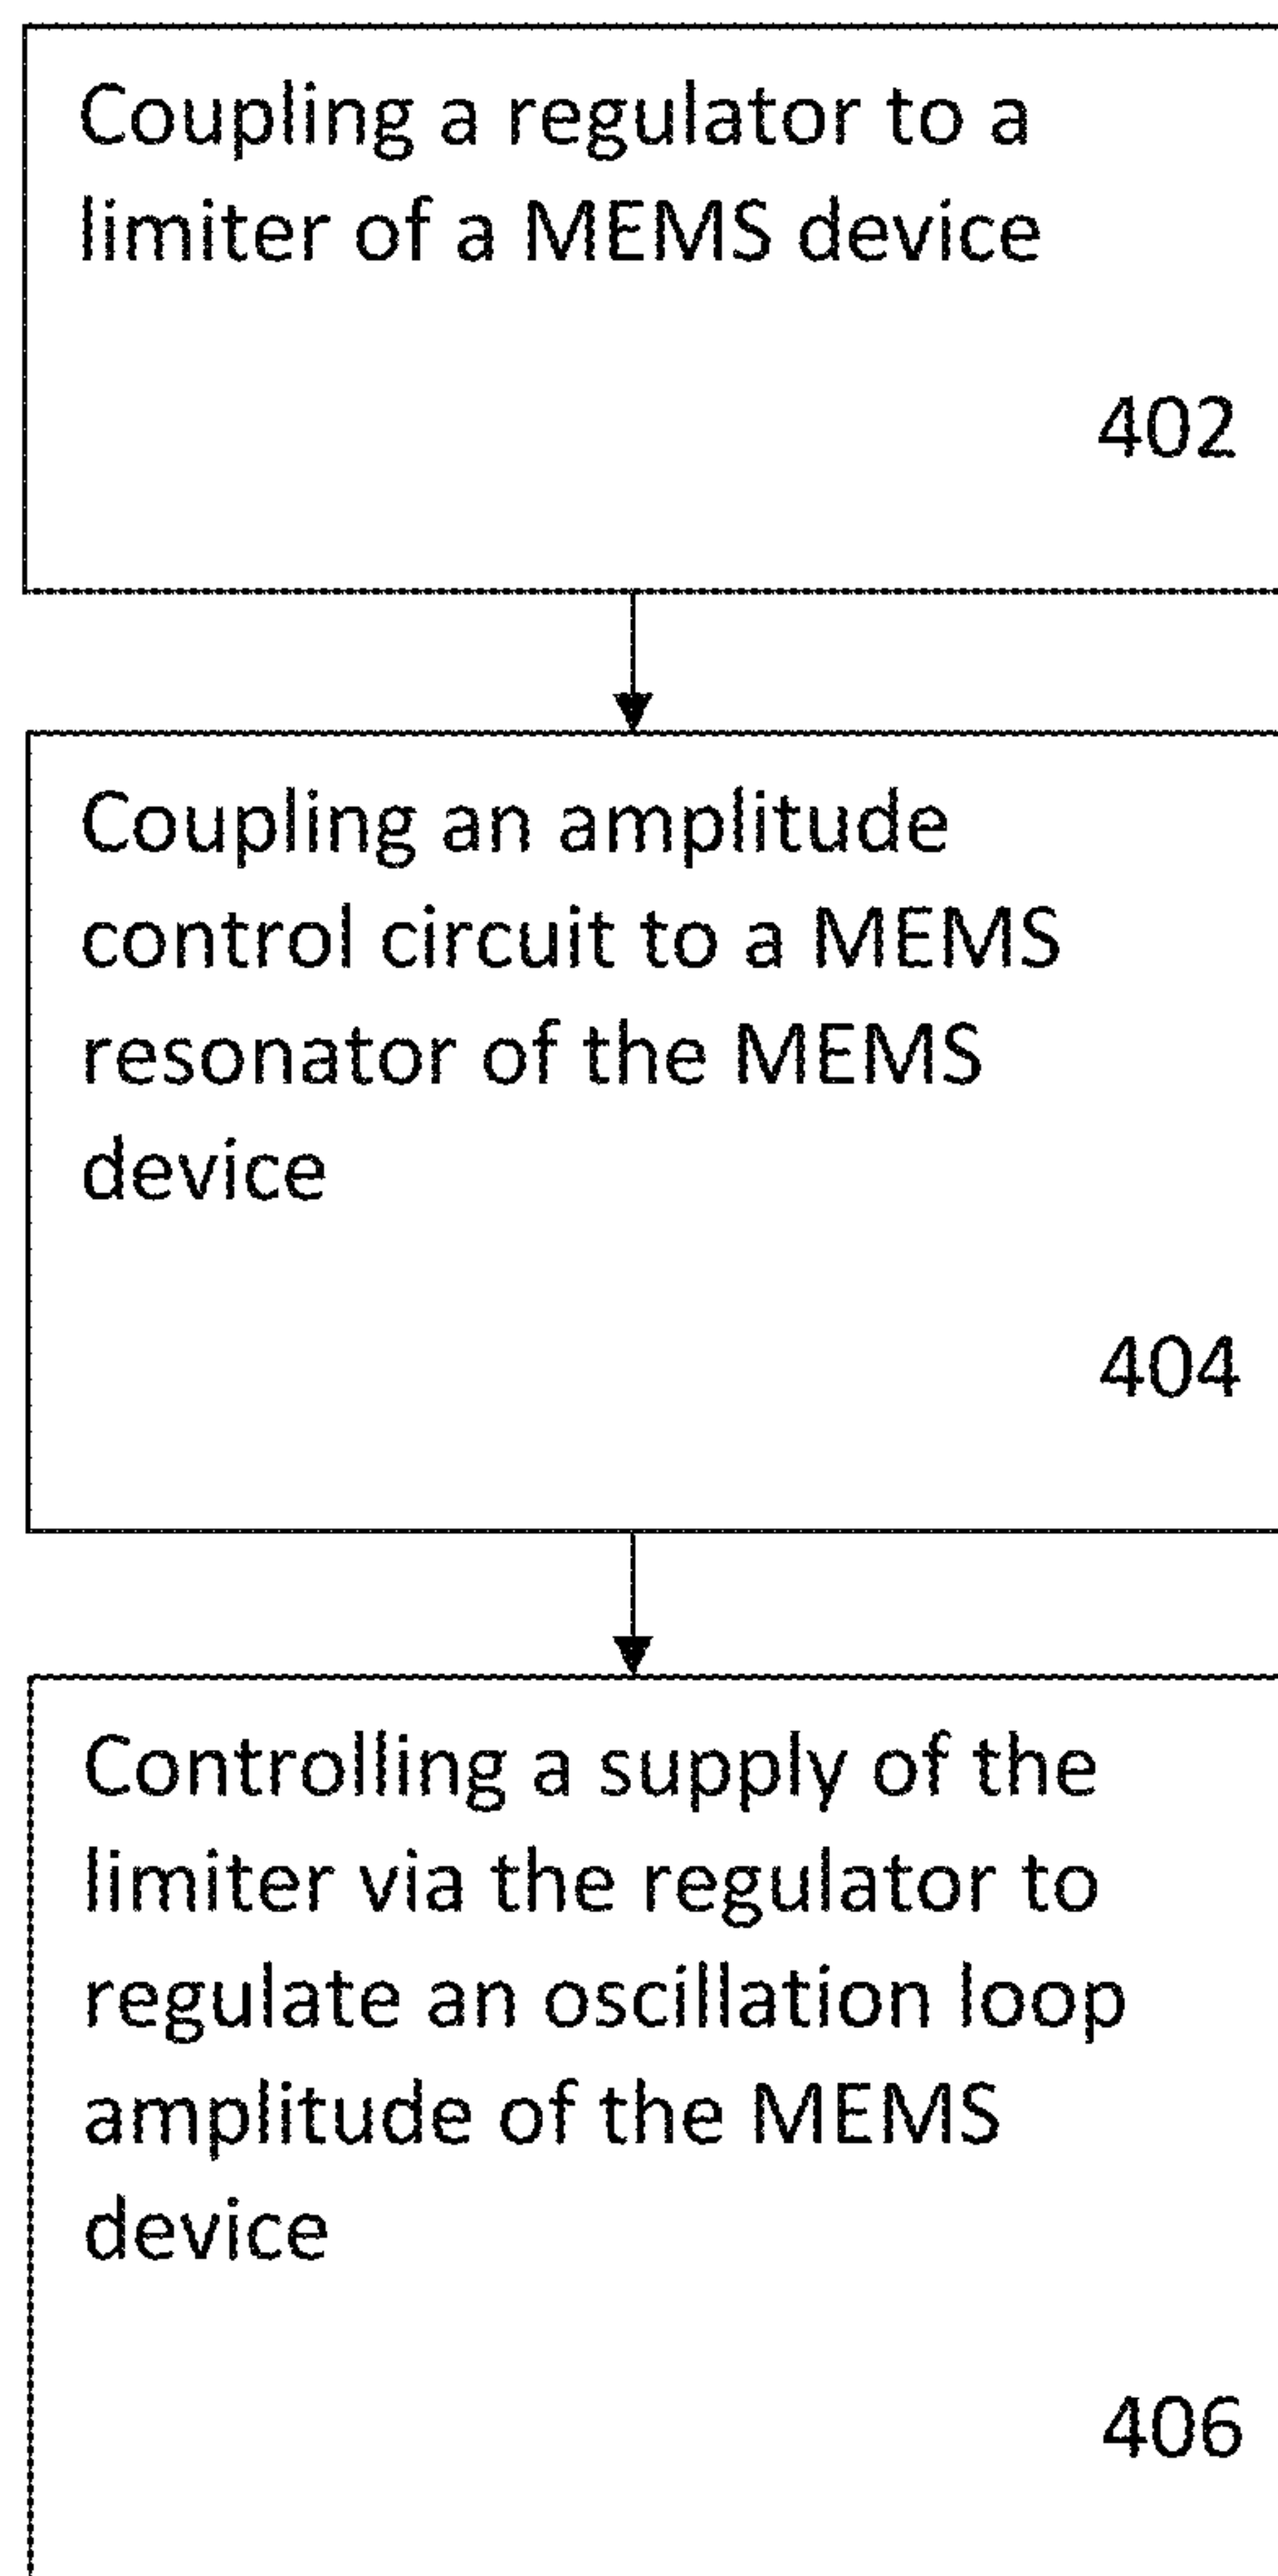 Coupling a regulator to a
limiter of a MEMS device
402
Coupling an amplitude
control circuit to a MEMS
resonator of the MEMS
device
404
Controlling a supply of the
limiter via the regulator to
regulate an oscillation loop
amplitude of the MEMS
device
406